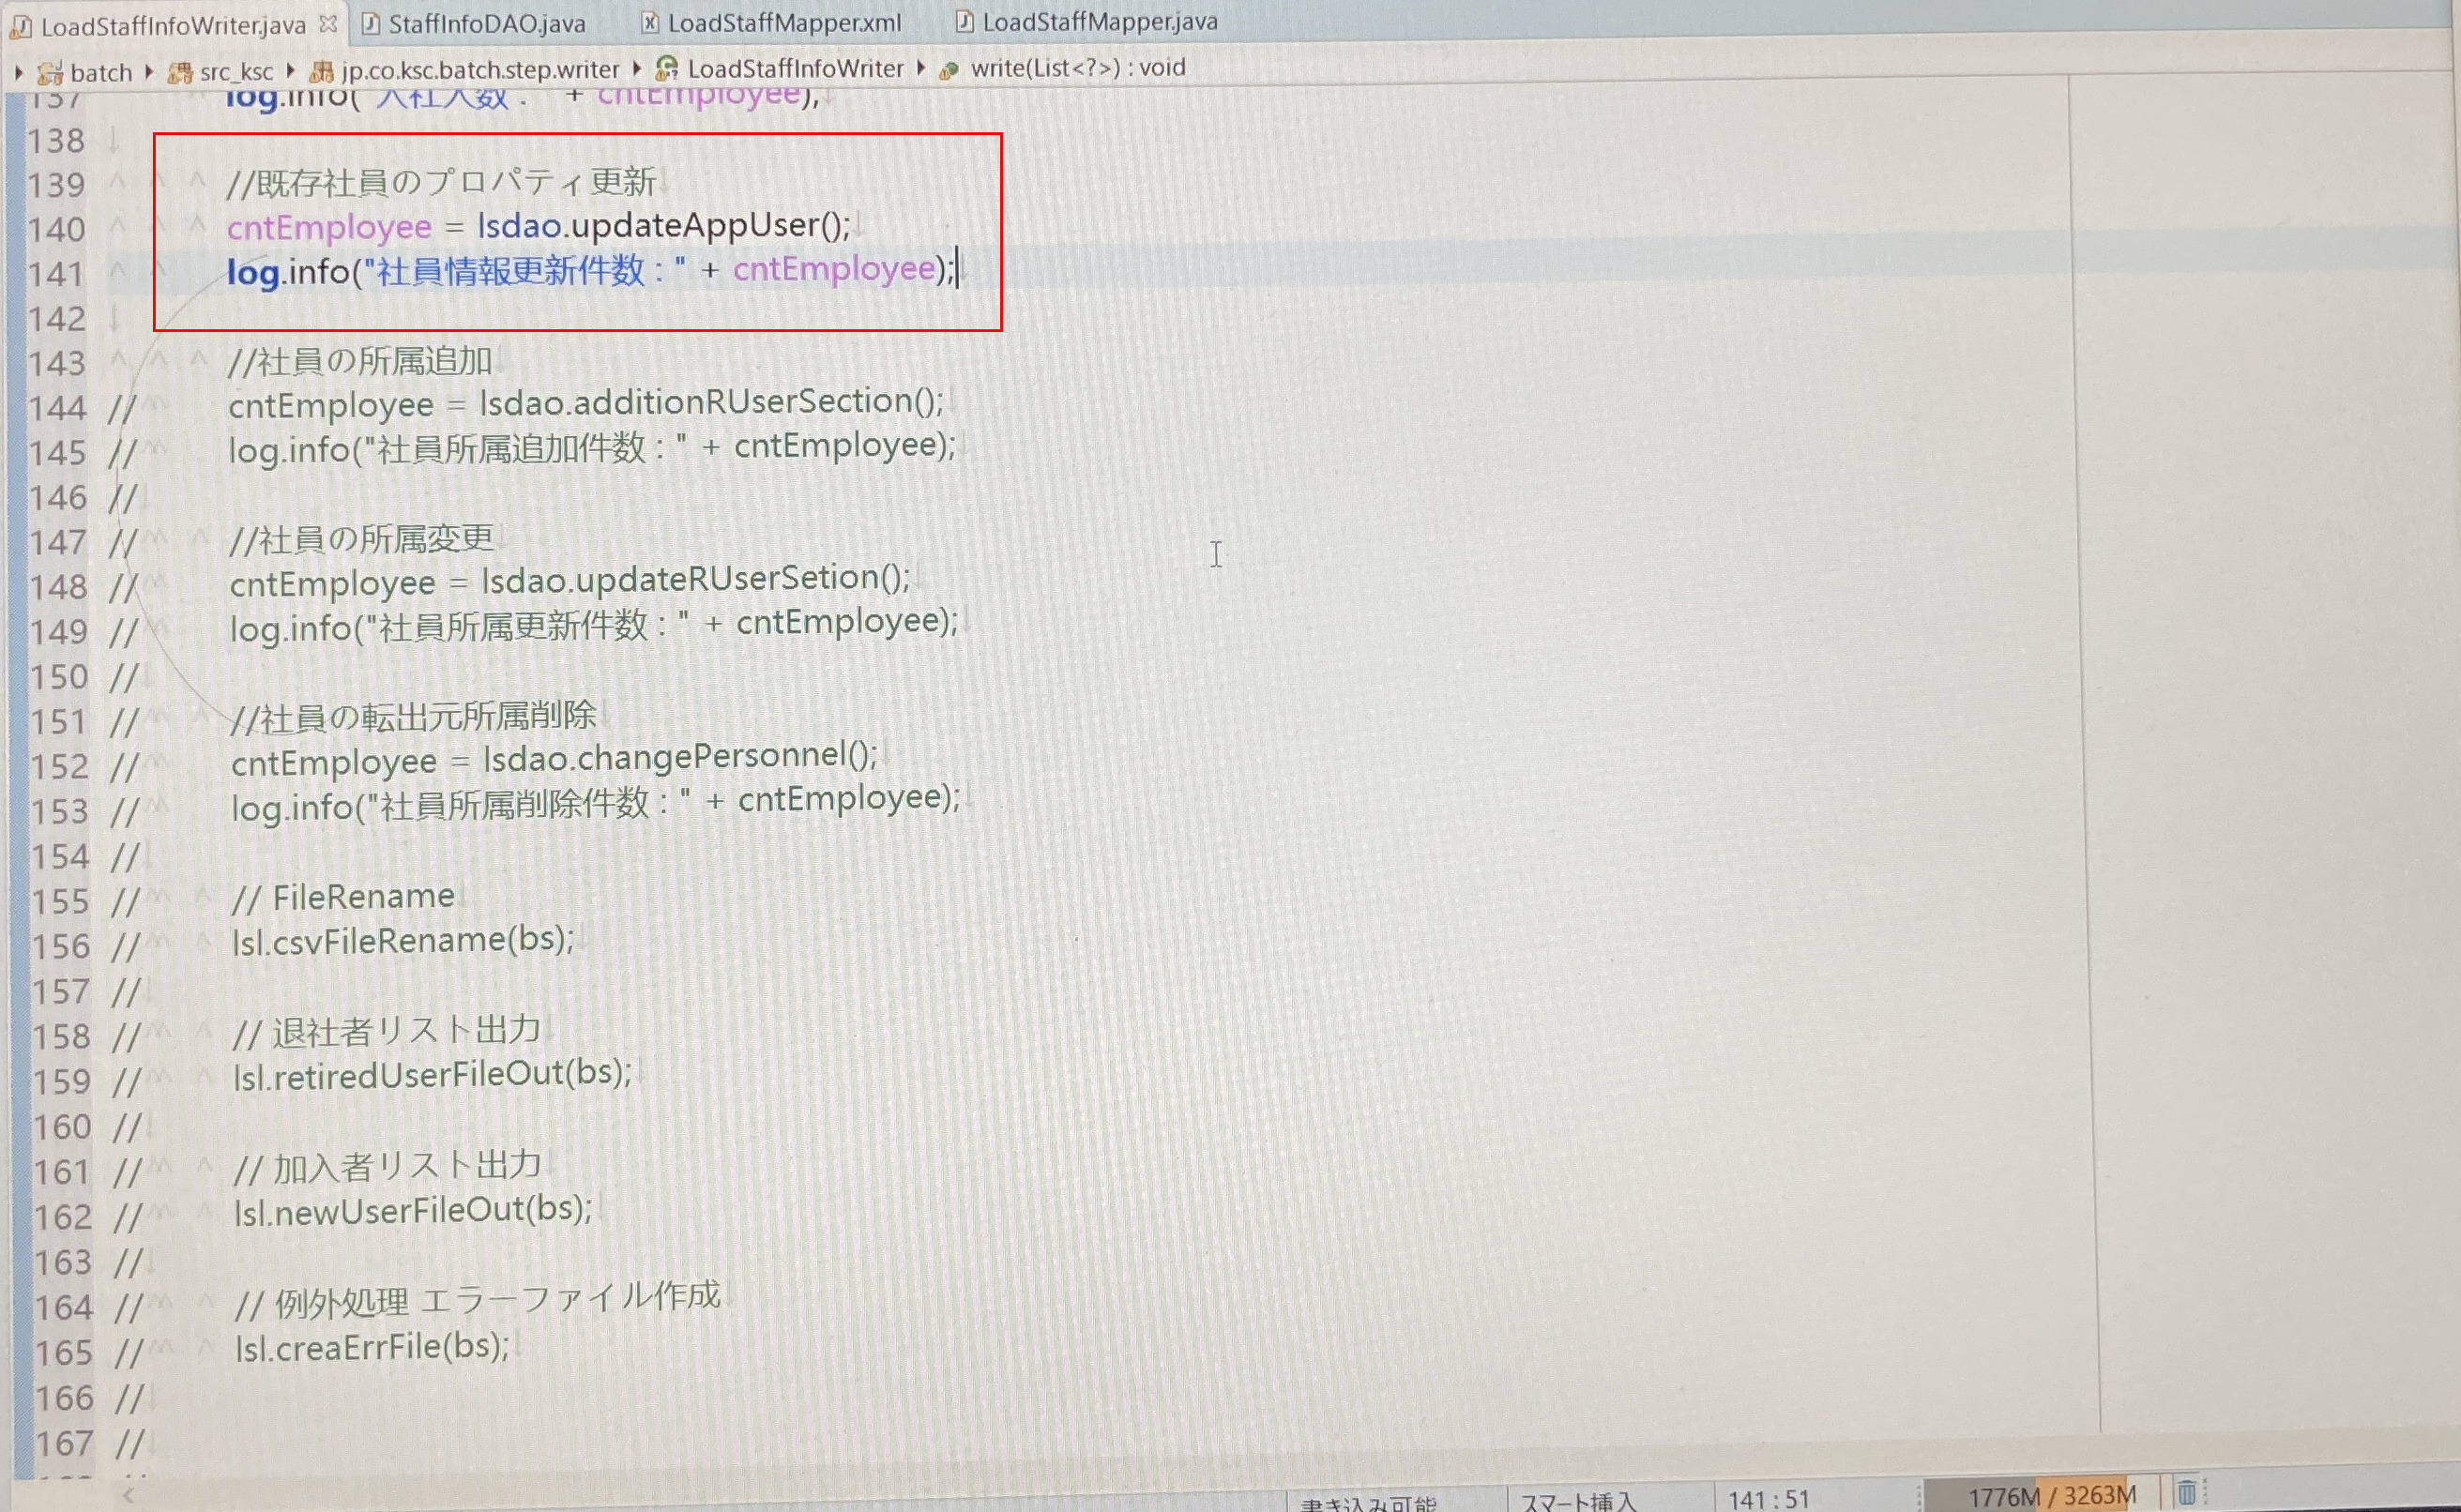 LoadStaffInfoWriter.java StaffInfoDAO.java LoadStaffMapper.xml LoadStaffMapper.java
batch src_ksc jp.co.ksc.batch.step.writer LoadStaffInfoWriter write(List<?>) : void
137 log.info("入社人数 : " + cntEmployee);
138
139 //既存社員のプロパティ更新
140 cntEmployee = lsdao.updateAppUser();
141 log.info("社員情報更新件数 : " + cntEmployee);
142
143 //社員の所属追加
144 // cntEmployee = lsdao.additionRUserSection();
145 // log.info("社員所属追加件数 : " + cntEmployee);
146 //
147 // //社員の所属変更
148 // cntEmployee = lsdao.updateRUserSetion();
149 // log.info("社員所属更新件数 : " + cntEmployee);
150 //
151 // //社員の転出元所属削除
152 // cntEmployee = lsdao.changePersonnel();
153 // log.info("社員所属削除件数 : " + cntEmployee);
154 //
155 // // FileRename
156 // lsl.csvFileRename(bs);
157 //
158 // // 退社者リスト出力
159 // lsl.retiredUserFileOut(bs);
160 //
161 // // 加入者リスト出力
162 // lsl.newUserFileOut(bs);
163 //
164 // // 例外処理 エラーファイル作成
165 // lsl.creaErrFile(bs);
166 //
167 //
書き込み可能 スマート挿入 141 : 51 1776M / 3263M